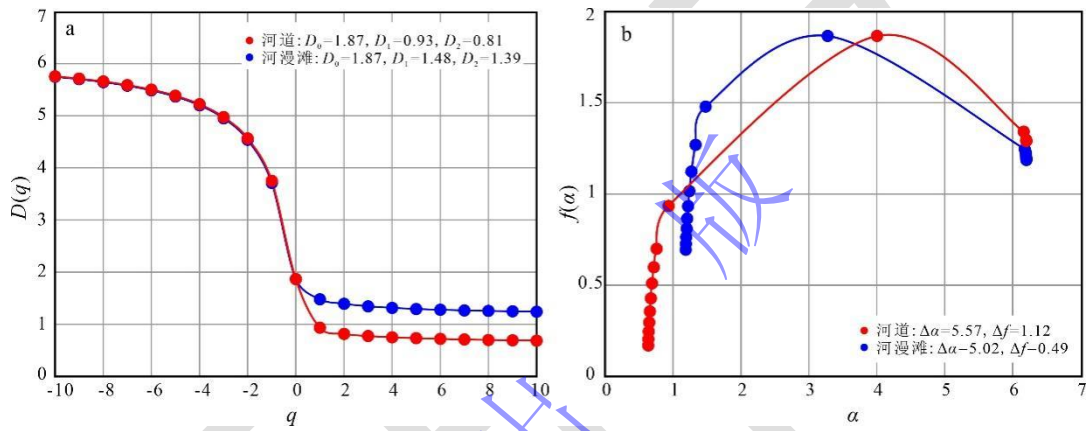 a
河道:D₀=1.87, D₁=0.93, D₂=0.81
河漫滩:D₀=1.87, D₁=1.48, D₂=1.39
D(q)
7
6
5
4
3
2
1
0
-10 -8 -6 -4 -2 0 2 4 6 8 10
q
b
f(α)
2
1.5
1
0.5
0
河道:Δα=5.57, Δf=1.12
河漫滩:Δα−5.02, Δf−0.49
0 1 2 3 4 5 6 7
α
版